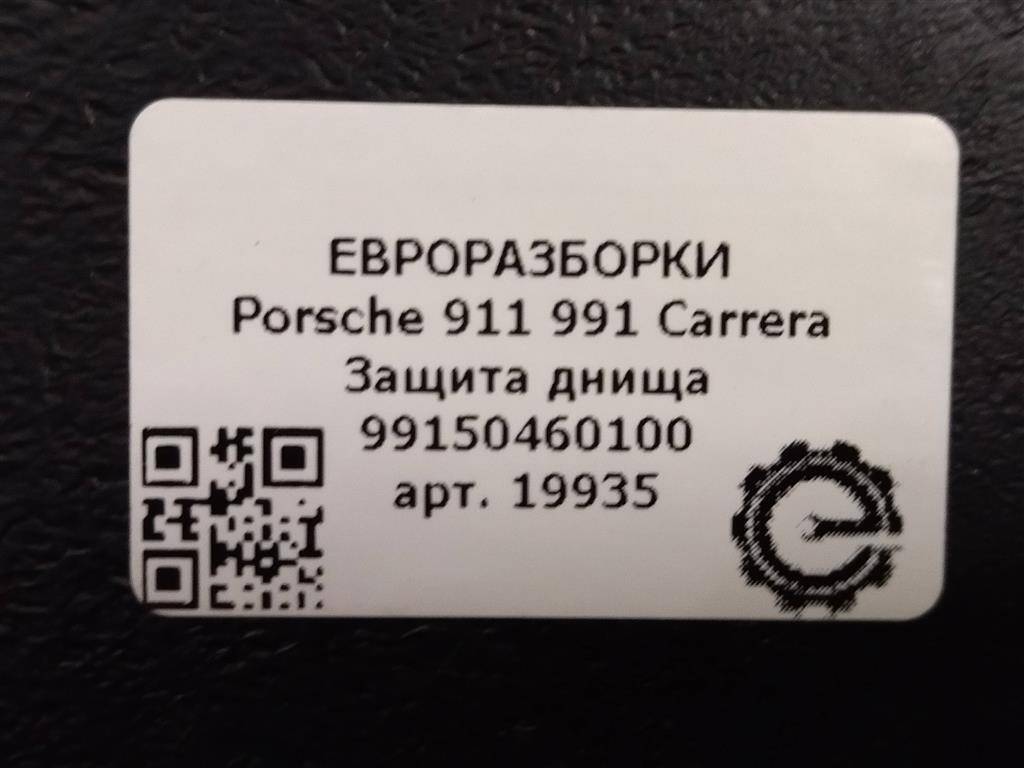 ЕВРОРАЗБОРКИ
Porsche 911 991 Carrera
Защита днища
99150460100
арт. 19935